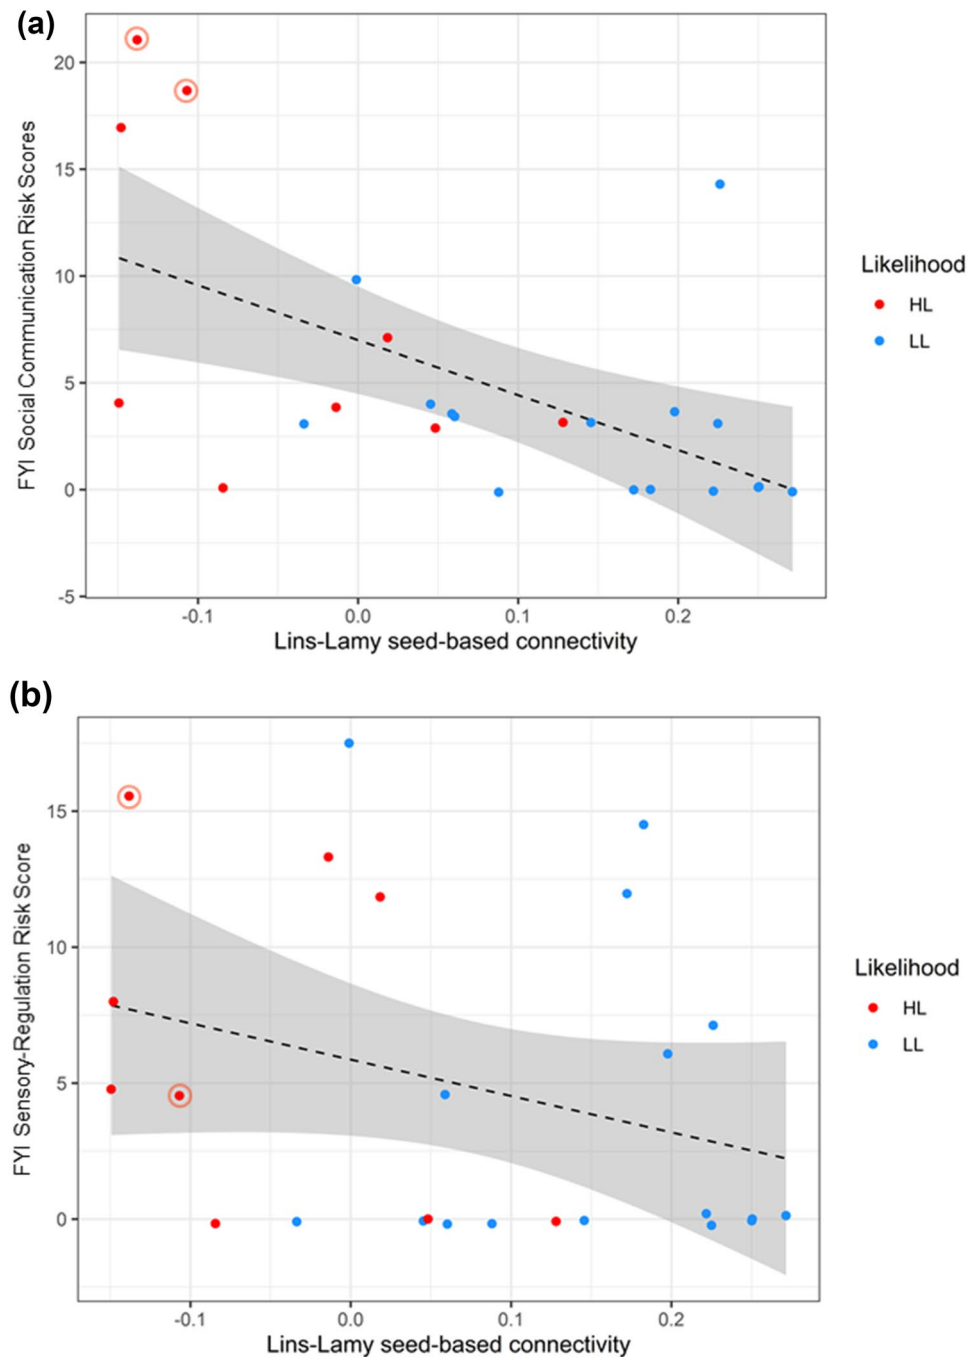 (a)
20
15
10
5
0
-5
FYI Social Communication Risk Scores
-0.1 0.0 0.1 0.2
Lins-Lamy seed-based connectivity
Likelihood
HL
LL
(b)
15
10
5
0
FYI Sensory-Regulation Risk Score
-0.1 0.0 0.1 0.2
Lins-Lamy seed-based connectivity
Likelihood
HL
LL